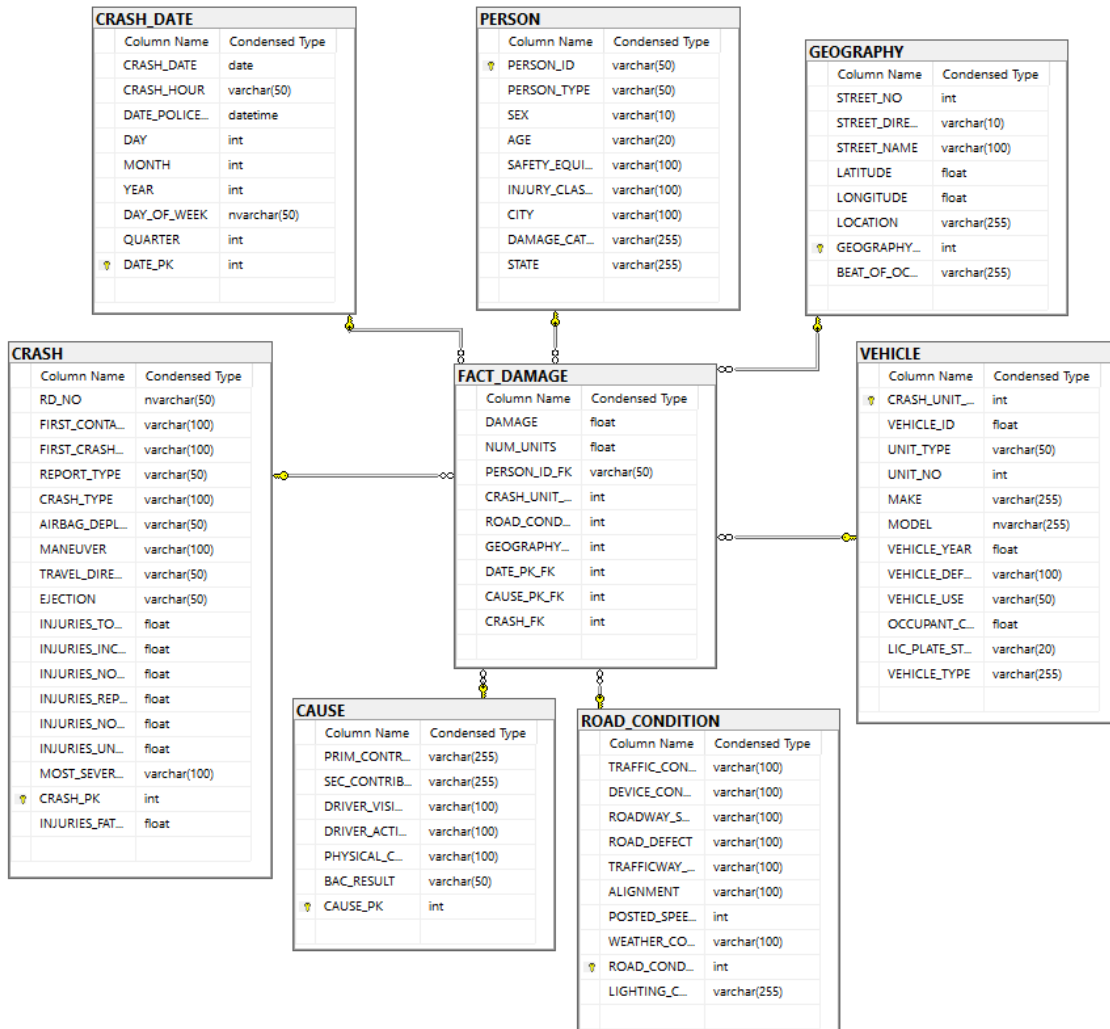 CRASH_DATE
Column Name Condensed Type
CRASH_DATE date
CRASH_HOUR varchar(50)
DATE_POLICE... datetime
DAY int
MONTH int
YEAR int
DAY_OF_WEEK nvarchar(50)
QUARTER int
DATE_PK int
PERSON
Column Name Condensed Type
PERSON_ID varchar(50)
PERSON_TYPE varchar(50)
SEX varchar(10)
AGE varchar(20)
SAFETY_EQUI... varchar(100)
INJURY_CLAS... varchar(100)
CITY varchar(100)
DAMAGE_CAT... varchar(255)
STATE varchar(255)
GEOGRAPHY
Column Name Condensed Type
STREET_NO int
STREET_DIRE... varchar(10)
STREET_NAME varchar(100)
LATITUDE float
LONGITUDE float
LOCATION varchar(255)
GEOGRAPHY... int
BEAT_OF_OC... varchar(255)
CRASH
Column Name Condensed Type
RD_NO nvarchar(50)
FIRST_CONTA... varchar(100)
FIRST_CRASH... varchar(100)
REPORT_TYPE varchar(50)
CRASH_TYPE varchar(100)
AIRBAG_DEPL... varchar(50)
MANEUVER varchar(100)
TRAVEL_DIRE... varchar(50)
EJECTION varchar(50)
INJURIES_TO... float
INJURIES_INC... float
INJURIES_NO... float
INJURIES_REP... float
INJURIES_NO... float
INJURIES_UN... float
MOST_SEVER... varchar(100)
CRASH_PK int
INJURIES_FAT... float
FACT_DAMAGE
Column Name Condensed Type
DAMAGE float
NUM_UNITS float
PERSON_ID_FK varchar(50)
CRASH_UNIT_... int
ROAD_COND... int
GEOGRAPHY... int
DATE_PK_FK int
CAUSE_PK_FK int
CRASH_FK int
VEHICLE
Column Name Condensed Type
CRASH_UNIT_... int
VEHICLE_ID float
UNIT_TYPE varchar(50)
UNIT_NO int
MAKE varchar(255)
MODEL nvarchar(255)
VEHICLE_YEAR float
VEHICLE_DEF... varchar(100)
VEHICLE_USE varchar(50)
OCCUPANT_C... float
LIC_PLATE_ST... varchar(20)
VEHICLE_TYPE varchar(255)
CAUSE
Column Name Condensed Type
PRIM_CONTR... varchar(255)
SEC_CONTRIB... varchar(255)
DRIVER_VISI... varchar(100)
DRIVER_ACTI... varchar(100)
PHYSICAL_C... varchar(100)
BAC_RESULT varchar(50)
CAUSE_PK int
ROAD_CONDITION
Column Name Condensed Type
TRAFFIC_CON... varchar(100)
DEVICE_CON... varchar(100)
ROADWAY_S... varchar(100)
ROAD_DEFECT varchar(100)
TRAFFICWAY_... varchar(100)
ALIGNMENT varchar(100)
POSTED_SPEE... int
WEATHER_CO... varchar(100)
ROAD_COND... int
LIGHTING_C... varchar(255)